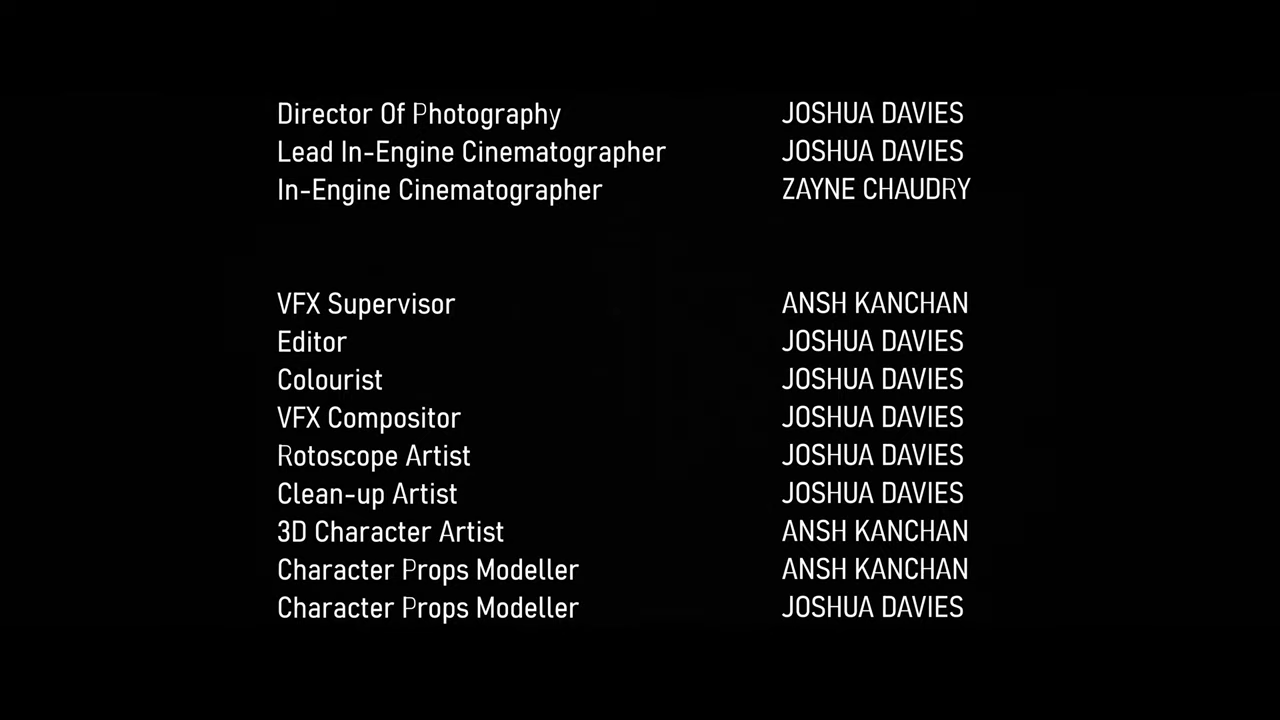 Director Of Photography JOSHUA DAVIES
Lead In-Engine Cinematographer JOSHUA DAVIES
In-Engine Cinematographer ZAYNE CHAUDRY
VFX Supervisor ANSH KANCHAN
Editor JOSHUA DAVIES
Colourist JOSHUA DAVIES
VFX Compositor JOSHUA DAVIES
Rotoscope Artist JOSHUA DAVIES
Clean-up Artist JOSHUA DAVIES
3D Character Artist ANSH KANCHAN
Character Props Modeller ANSH KANCHAN
Character Props Modeller JOSHUA DAVIES